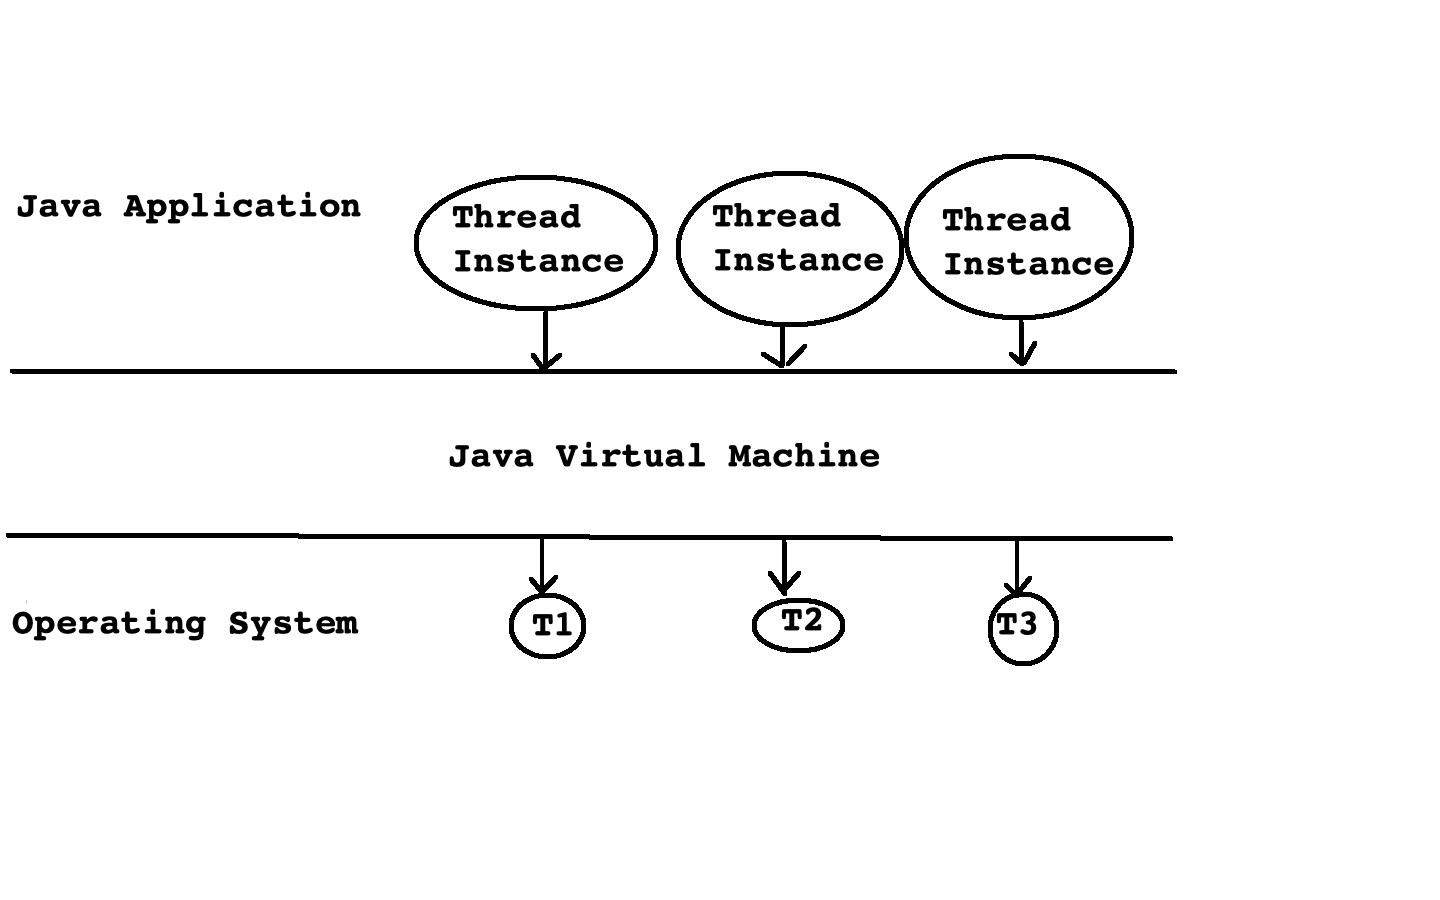 Java Application
Thread
Instance
Thread
Instance
Thread
Instance
Java Virtual Machine
Operating System
T1
T2
T3